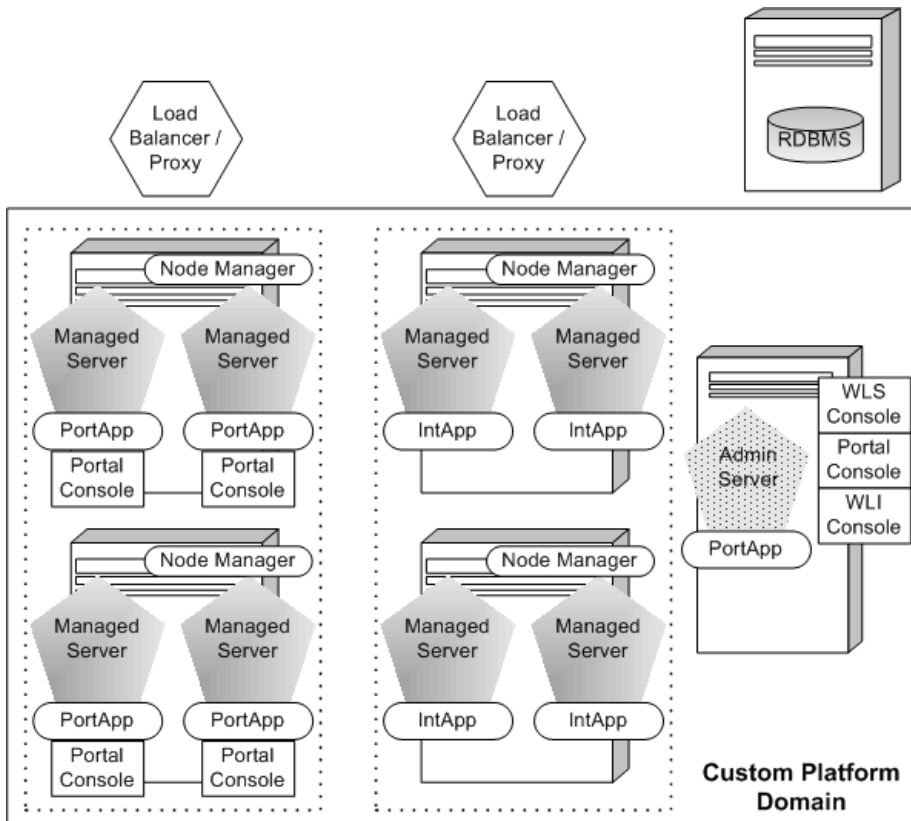 Load
Balancer /
Proxy
Load
Balancer /
Proxy
RDBMS
Node Manager
Managed
Server
Managed
Server
PortApp
PortApp
Portal
Console
Portal
Console
Node Manager
Managed
Server
Managed
Server
IntApp
IntApp
Node Manager
Managed
Server
Managed
Server
PortApp
PortApp
Portal
Console
Portal
Console
Node Manager
Managed
Server
Managed
Server
IntApp
IntApp
Admin
Server
PortApp
WLS
Console
Portal
Console
WLI
Console
Custom Platform
Domain